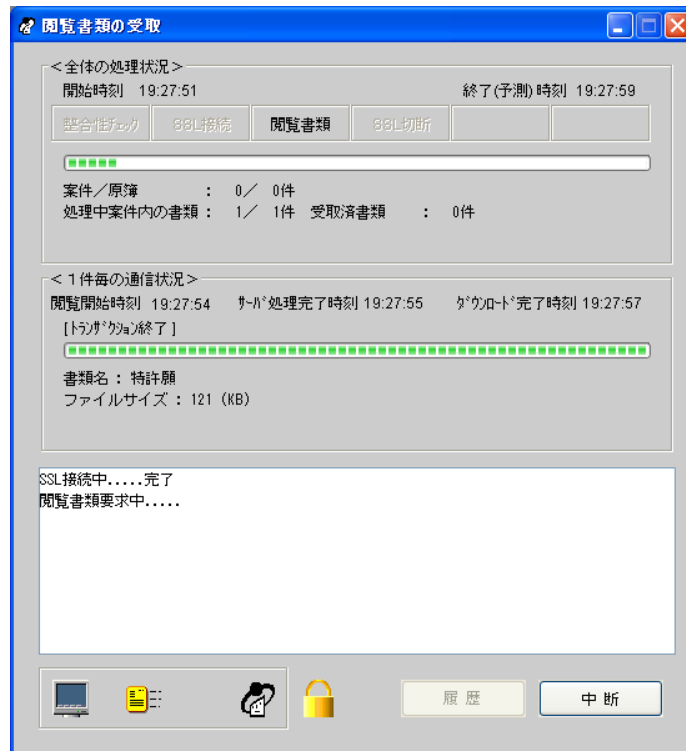 閲覧書類の受取
＜全体の処理状況＞
開始時刻 19:27:51 終了(予測)時刻 19:27:59
整合性ﾁｪｯｸ SSL接続 閲覧書類 SSL切断
案件／原簿 : 0／ 0件
処理中案件内の書類 : 1／ 1件 受取済書類 : 0件
＜１件毎の通信状況＞
閲覧開始時刻 19:27:54 ｻｰﾊﾞ処理完了時刻 19:27:55 ﾀﾞｳﾝﾛｰﾄﾞ完了時刻 19:27:57
[ﾄﾗﾝｻﾞｸｼｮﾝ終了]
書類名 : 特許願
ファイルサイズ : 121 (KB)
SSL接続中.....完了
閲覧書類要求中.....
履歴 中断